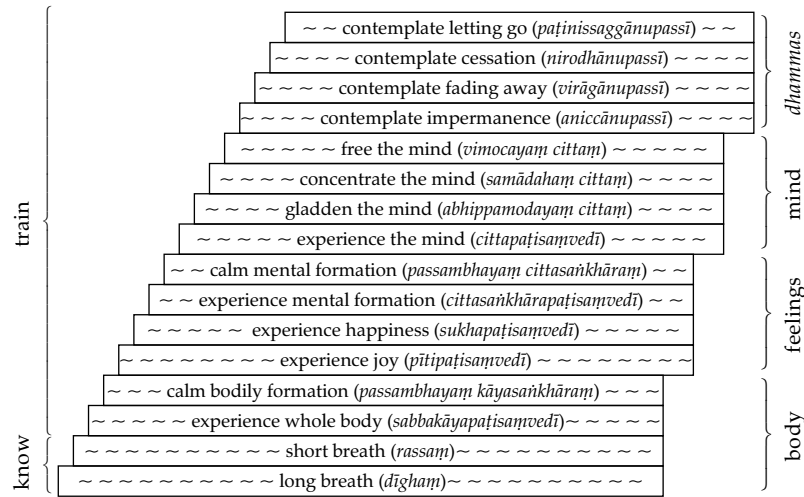 ~ ~ contemplate letting go (paṭinissaggānupassī) ~ ~
~ ~ ~ ~ contemplate cessation (nirodhānupassī) ~ ~ ~ ~
~ ~ ~ ~ contemplate fading away (virāgānupassī) ~ ~ ~ ~
~ ~ ~ ~ contemplate impermanence (aniccānupassī) ~ ~ ~ ~
dhammas
~ ~ ~ ~ ~ free the mind (vimocayaṃ cittaṃ) ~ ~ ~ ~ ~
~ ~ ~ ~ concentrate the mind (samādahaṃ cittaṃ) ~ ~ ~ ~
~ ~ ~ ~ gladden the mind (abhippamodayaṃ cittaṃ) ~ ~ ~ ~
~ ~ ~ ~ ~ experience the mind (cittapaṭisaṃvedī) ~ ~ ~ ~ ~
mind
train
~ ~ calm mental formation (passambhayaṃ cittasaṅkhāraṃ) ~ ~
~ ~ experience mental formation (cittasaṅkhārapaṭisaṃvedī) ~ ~
~ ~ ~ ~ ~ experience happiness (sukhapaṭisaṃvedī) ~ ~ ~ ~ ~
~ ~ ~ ~ ~ ~ ~ experience joy (pītipaṭisaṃvedī) ~ ~ ~ ~ ~ ~ ~
feelings
~ ~ ~ calm bodily formation (passambhayaṃ kāyasaṅkhāraṃ) ~ ~ ~
~ ~ ~ ~ experience whole body (sabbakāyapaṭisaṃvedī)~ ~ ~ ~
~ ~ ~ ~ ~ ~ ~ ~ ~ ~ short breath (rassaṃ) ~ ~ ~ ~ ~ ~ ~ ~ ~ ~
~ ~ ~ ~ ~ ~ ~ ~ ~ ~ long breath (dīghaṃ)~ ~ ~ ~ ~ ~ ~ ~ ~ ~
body
know